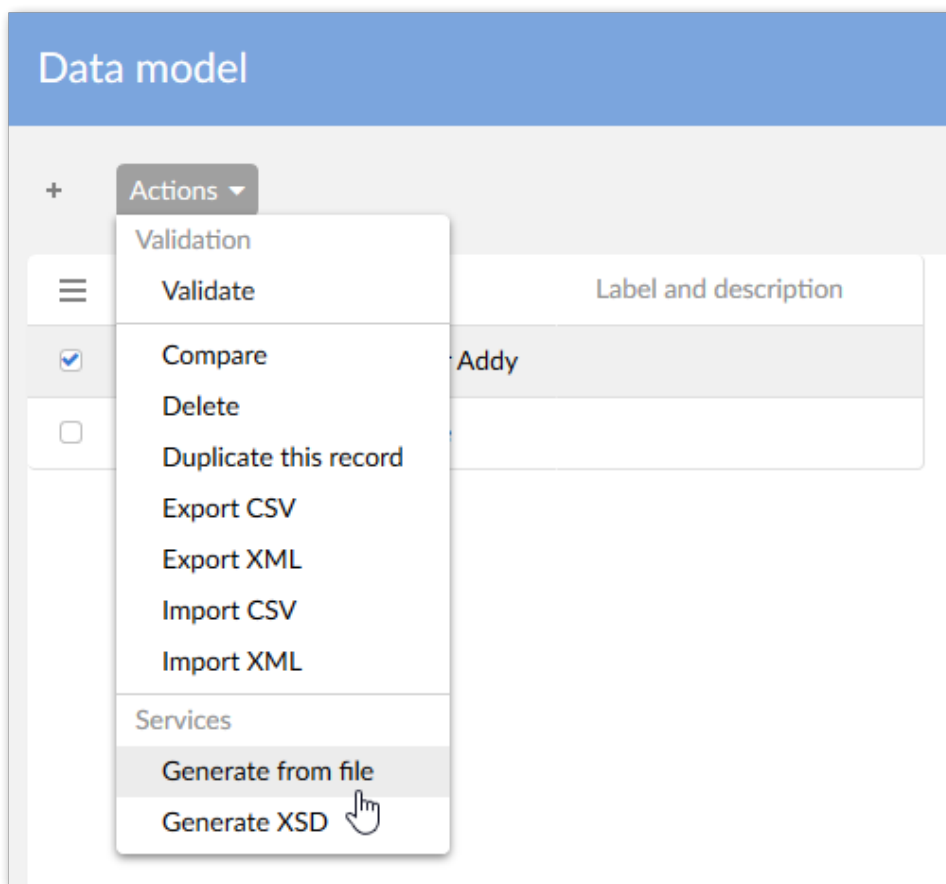 Data model
+ Actions
Validation
Validate
Label and description
Compare
Addy
Delete
Duplicate this record
Export CSV
Export XML
Import CSV
Import XML
Services
Generate from file
Generate XSD